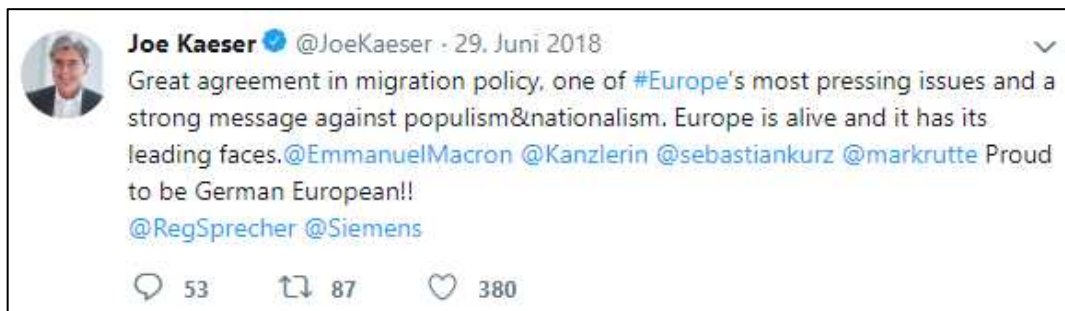 Joe Kaeser @JoeKaeser · 29. Juni 2018
Great agreement in migration policy, one of #Europe's most pressing issues and a
strong message against populism&nationalism. Europe is alive and it has its
leading faces.@EmmanuelMacron @Kanzlerin @sebastiankurz @markrutte Proud
to be German European!!
@RegSprecher @Siemens
53 87 380